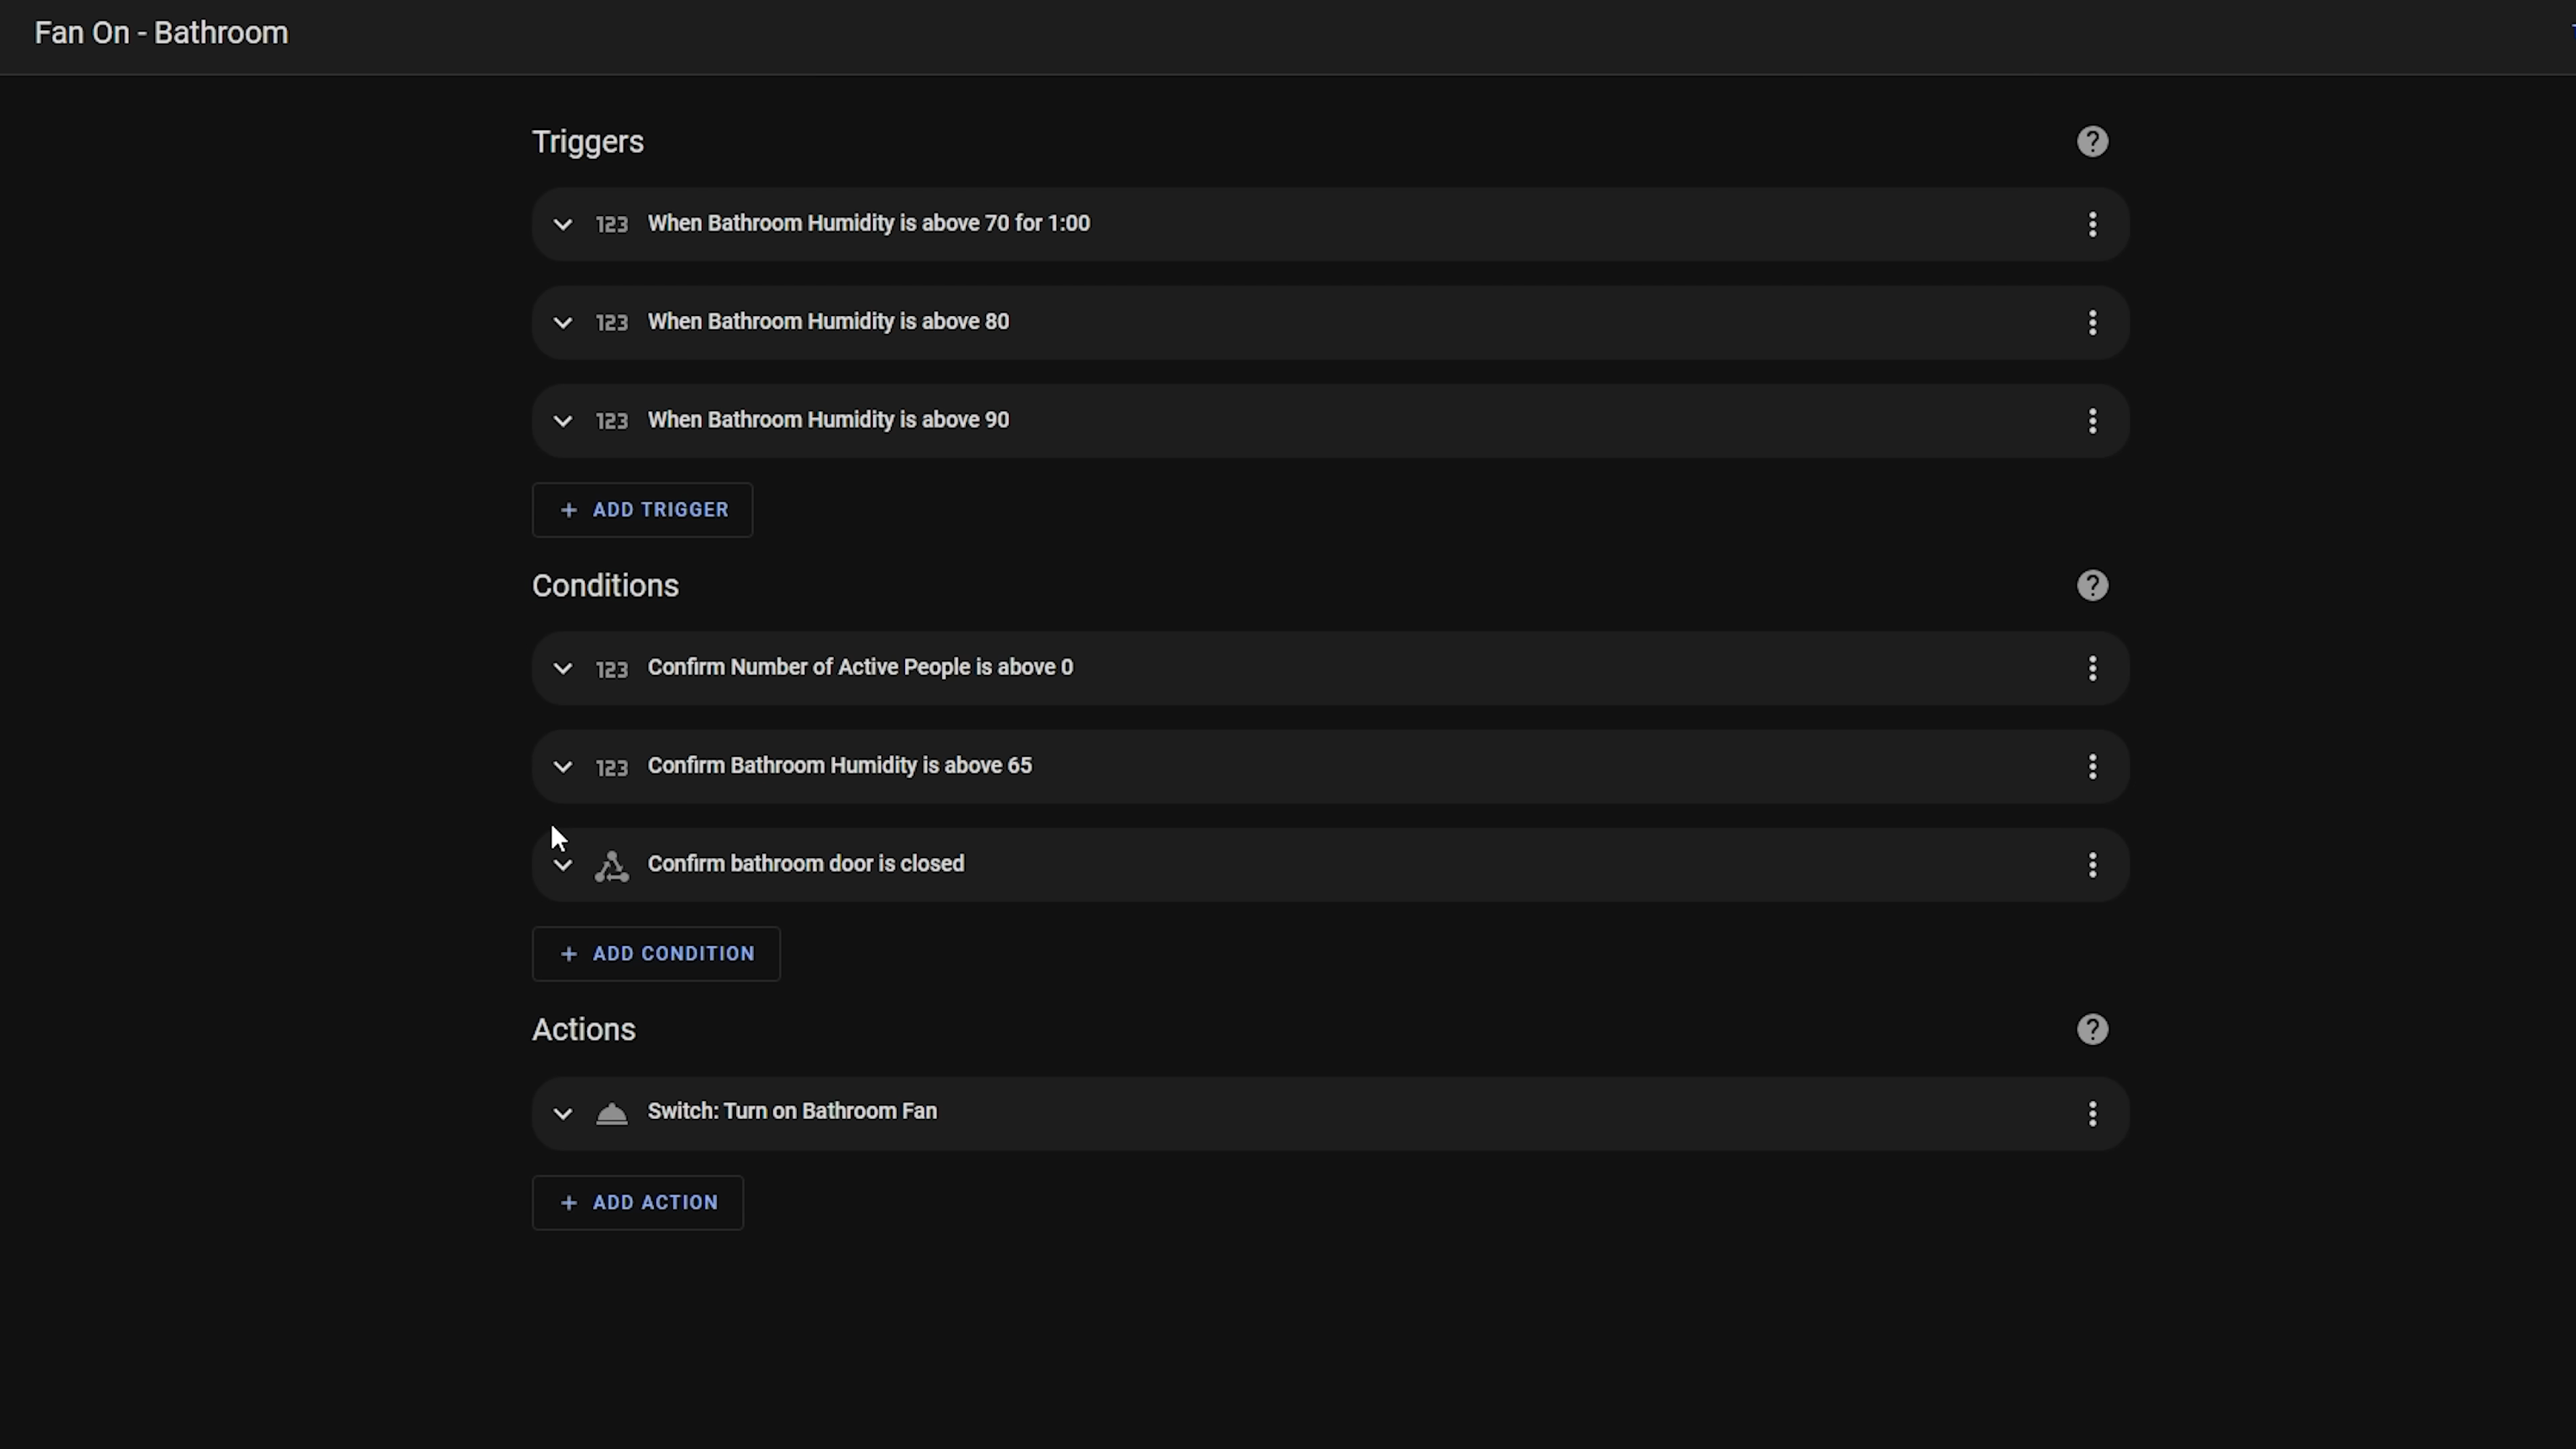 Fan On - Bathroom
Triggers
123 When Bathroom Humidity is above 70 for 1:00
123 When Bathroom Humidity is above 80
123 When Bathroom Humidity is above 90
+ ADD TRIGGER
Conditions
123 Confirm Number of Active People is above 0
123 Confirm Bathroom Humidity is above 65
Confirm bathroom door is closed
+ ADD CONDITION
Actions
Switch: Turn on Bathroom Fan
+ ADD ACTION